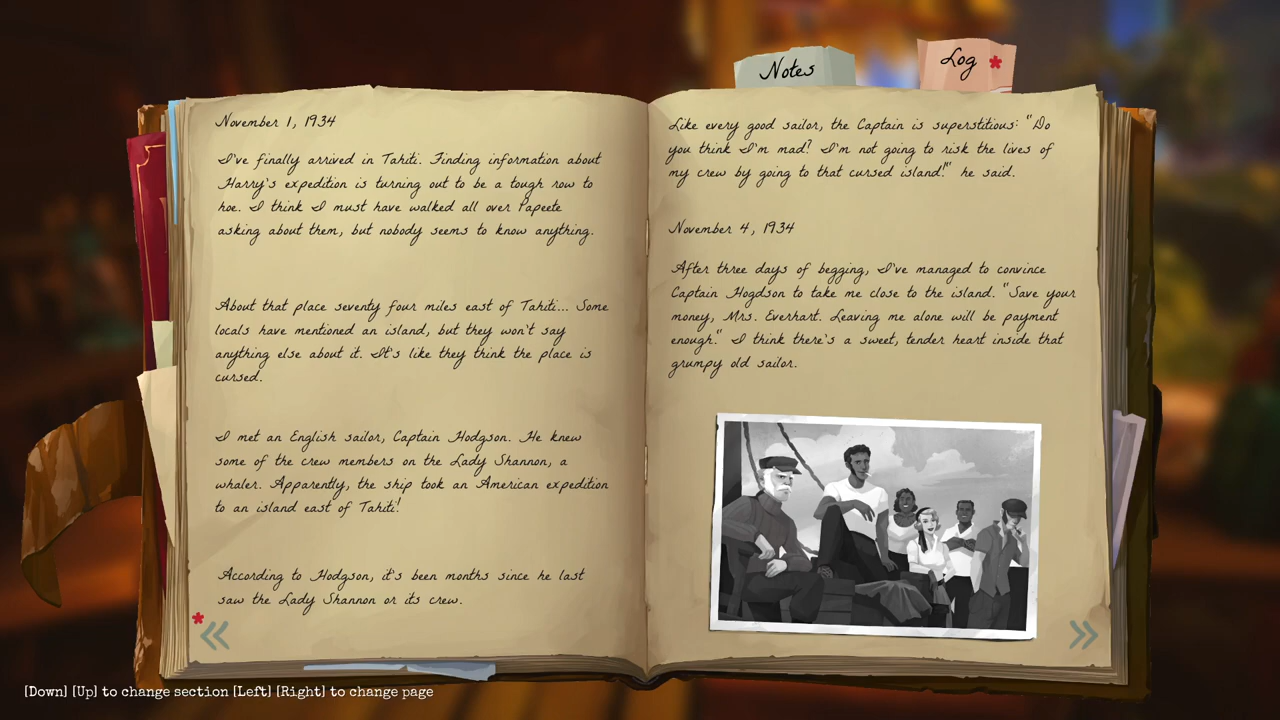 Notes
Log *
November 1, 1934
I've finally arrived in Tahiti. Finding information about
Harry's expedition is turning out to be a tough row to
hoe. I think I must have walked all over Papeete
asking about them, but nobody seems to know anything.
About that place seventy four miles east of Tahiti... Some
locals have mentioned an island, but they won't say
anything else about it. It's like they think the place is
cursed.
I met an English sailor, Captain Hodgson. He knew
some of the crew members on the Lady Shannon, a
whaler. Apparently, the ship took an American expedition
to an island east of Tahiti!
According to Hodgson, it's been months since he last
saw the Lady Shannon or its crew.
Like every good sailor, the Captain is superstitious: "Do
you think I'm mad? I'm not going to risk the lives of
my crew by going to that cursed island!" he said.
November 4, 1934
After three days of begging, I've managed to convince
Captain Hogdson to take me close to the island. "Save your
money, Mrs. Everhart. Leaving me alone will be payment
enough." I think there's a sweet, tender heart inside that
grumpy old sailor.
[Down] [Up] to change section [Left] [Right] to change page